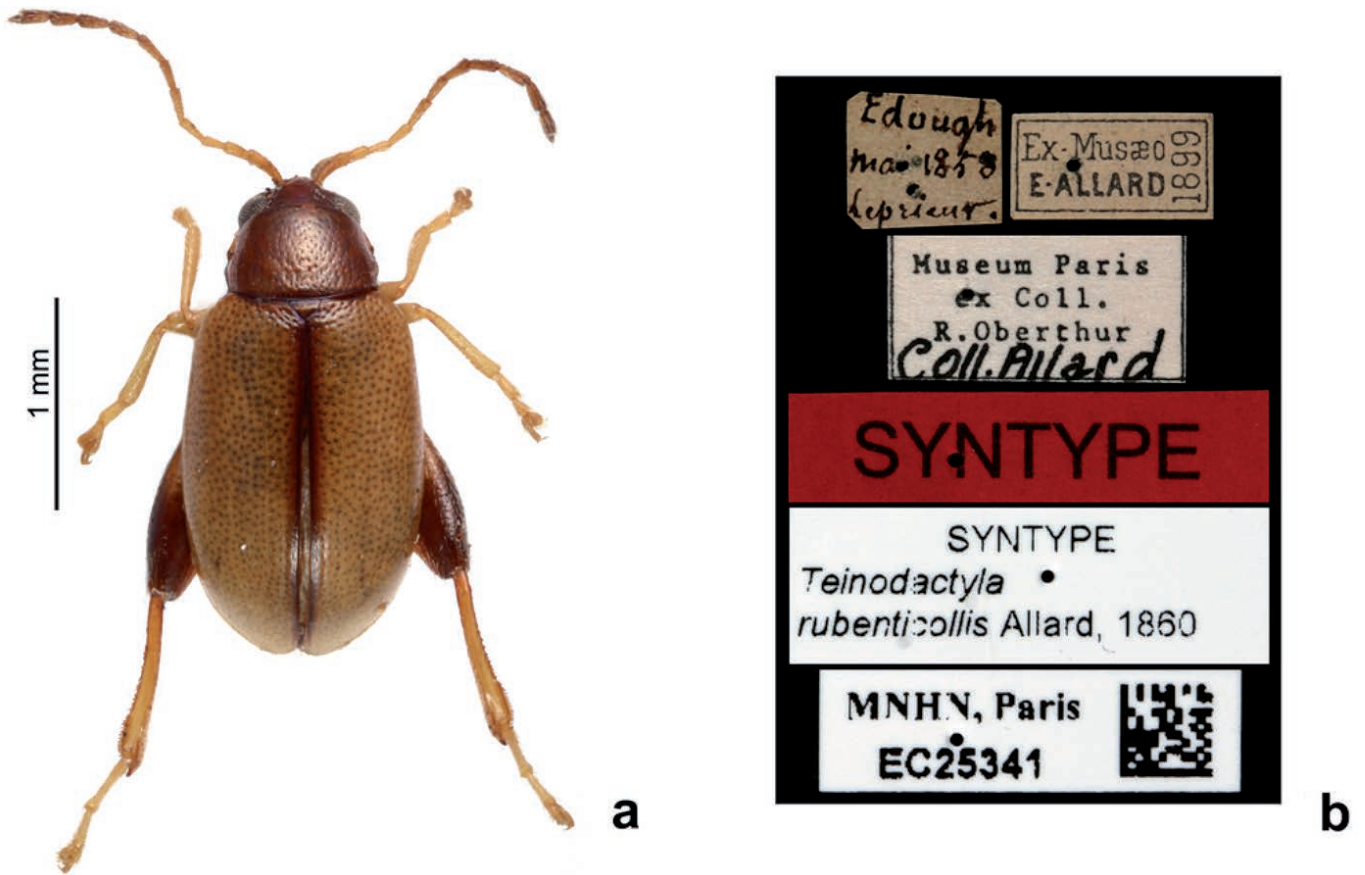 1 mm
a
Edough
mai 1858
Leprieur.
Ex-Musæo
E·ALLARD
1899
Museum Paris
ex Coll.
R.Oberthur
Coll.Allard
SYNTYPE
SYNTYPE
Teinodactyla
rubenticollis Allard, 1860
MNHN, Paris
EC25341
b